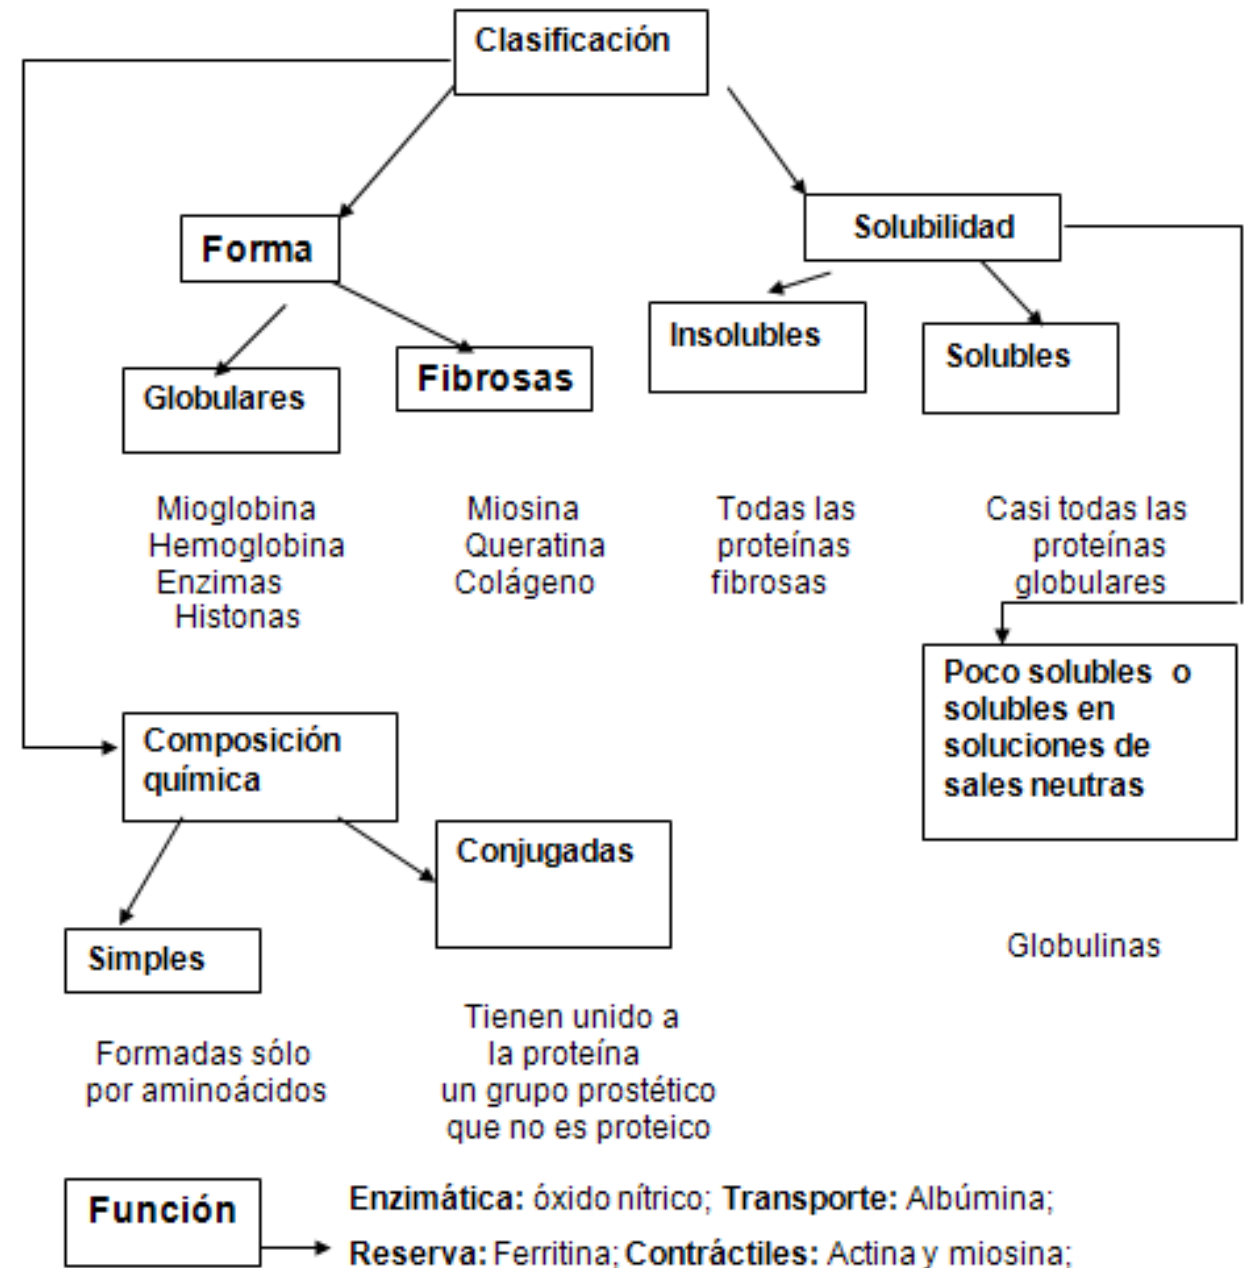 Clasificación
Forma
Solubilidad
Globulares
Fibrosas
Insolubles
Solubles
Mioglobina
Hemoglobina
Enzimas
Histonas
Miosina
Queratina
Colágeno
Todas las
proteínas
fibrosas
Casi todas las
proteínas
globulares
Poco solubles o
solubles en
soluciones de
sales neutras
Globulinas
Composición
química
Simples
Conjugadas
Formadas sólo
por aminoácidos
Tienen unido a
la proteína
un grupo prostético
que no es proteico
Función
Enzimática: óxido nítrico; Transporte: Albúmina;
Reserva: Ferritina; Contráctiles: Actina y miosina;